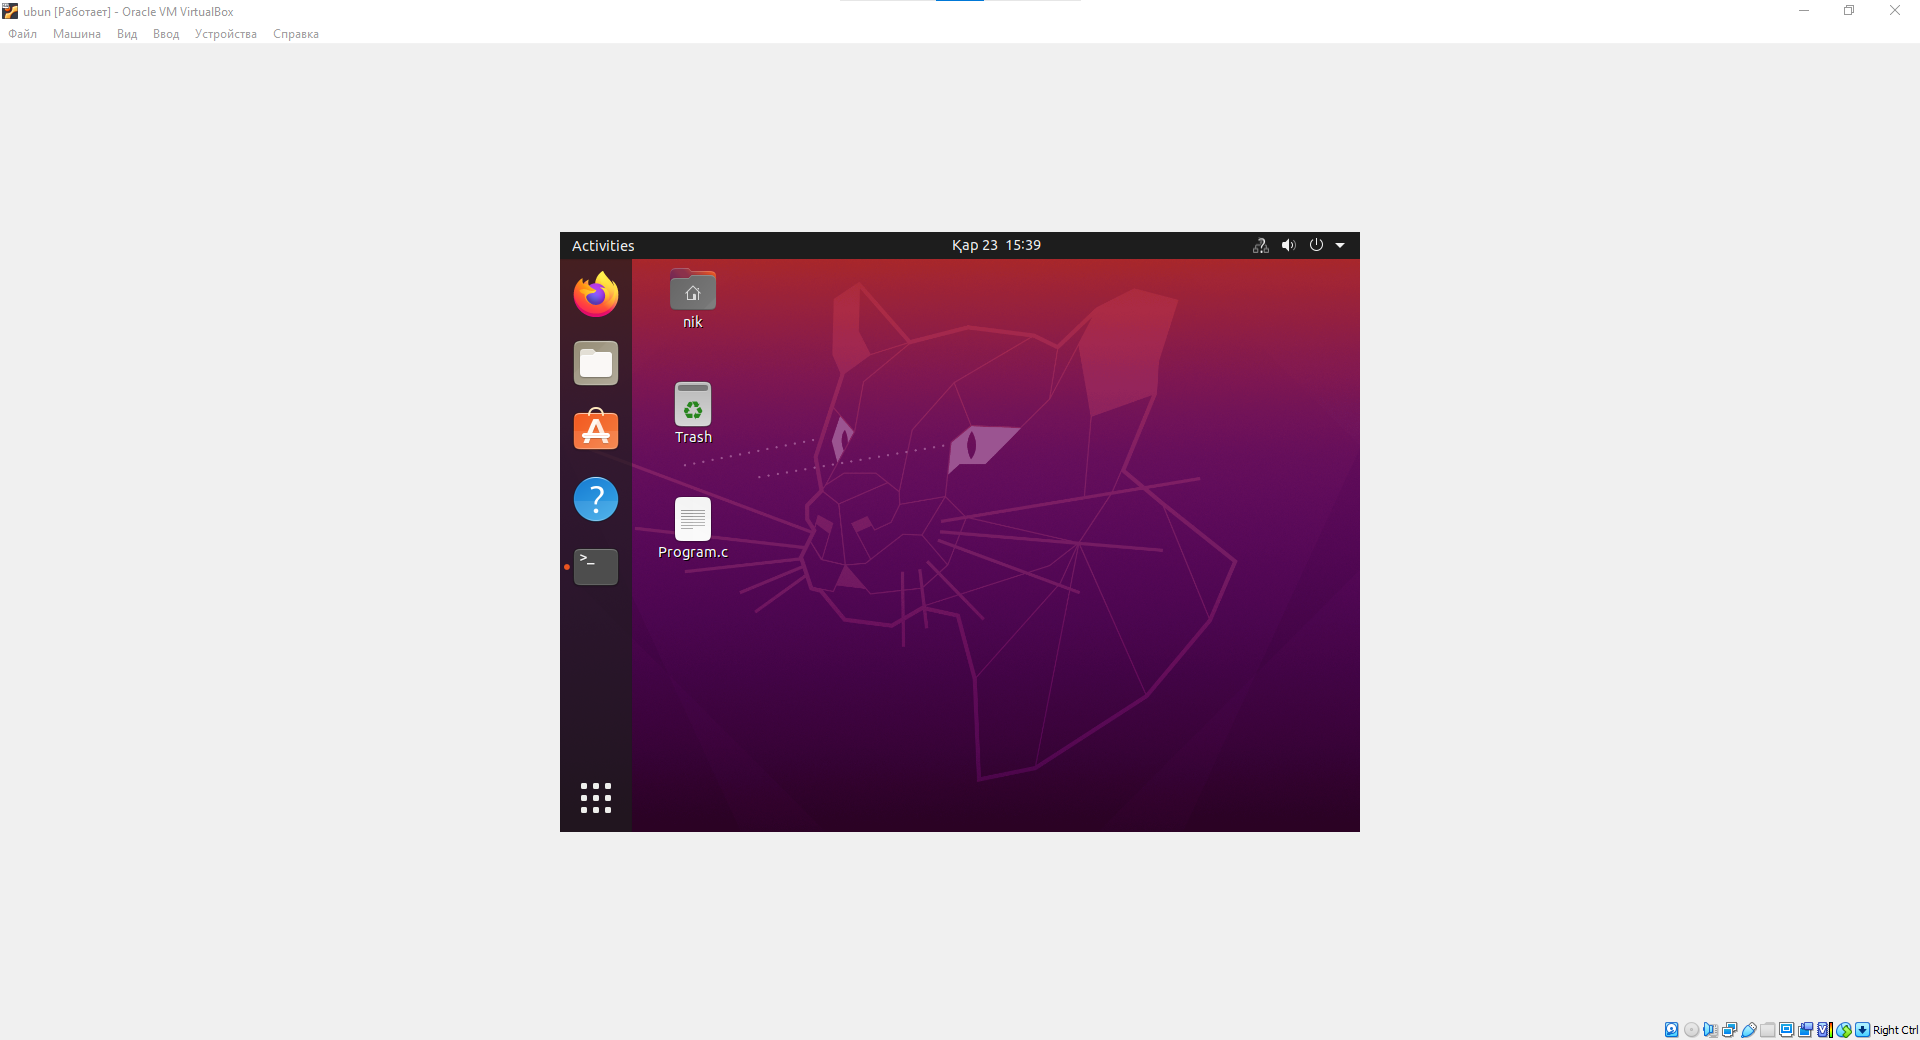 ubun [Работает] - Oracle VM VirtualBox
Файл Машина Вид Ввод Устройства Справка
Activities
Қар 23 15:39
nik
Trash
Program.c
Right Ctrl